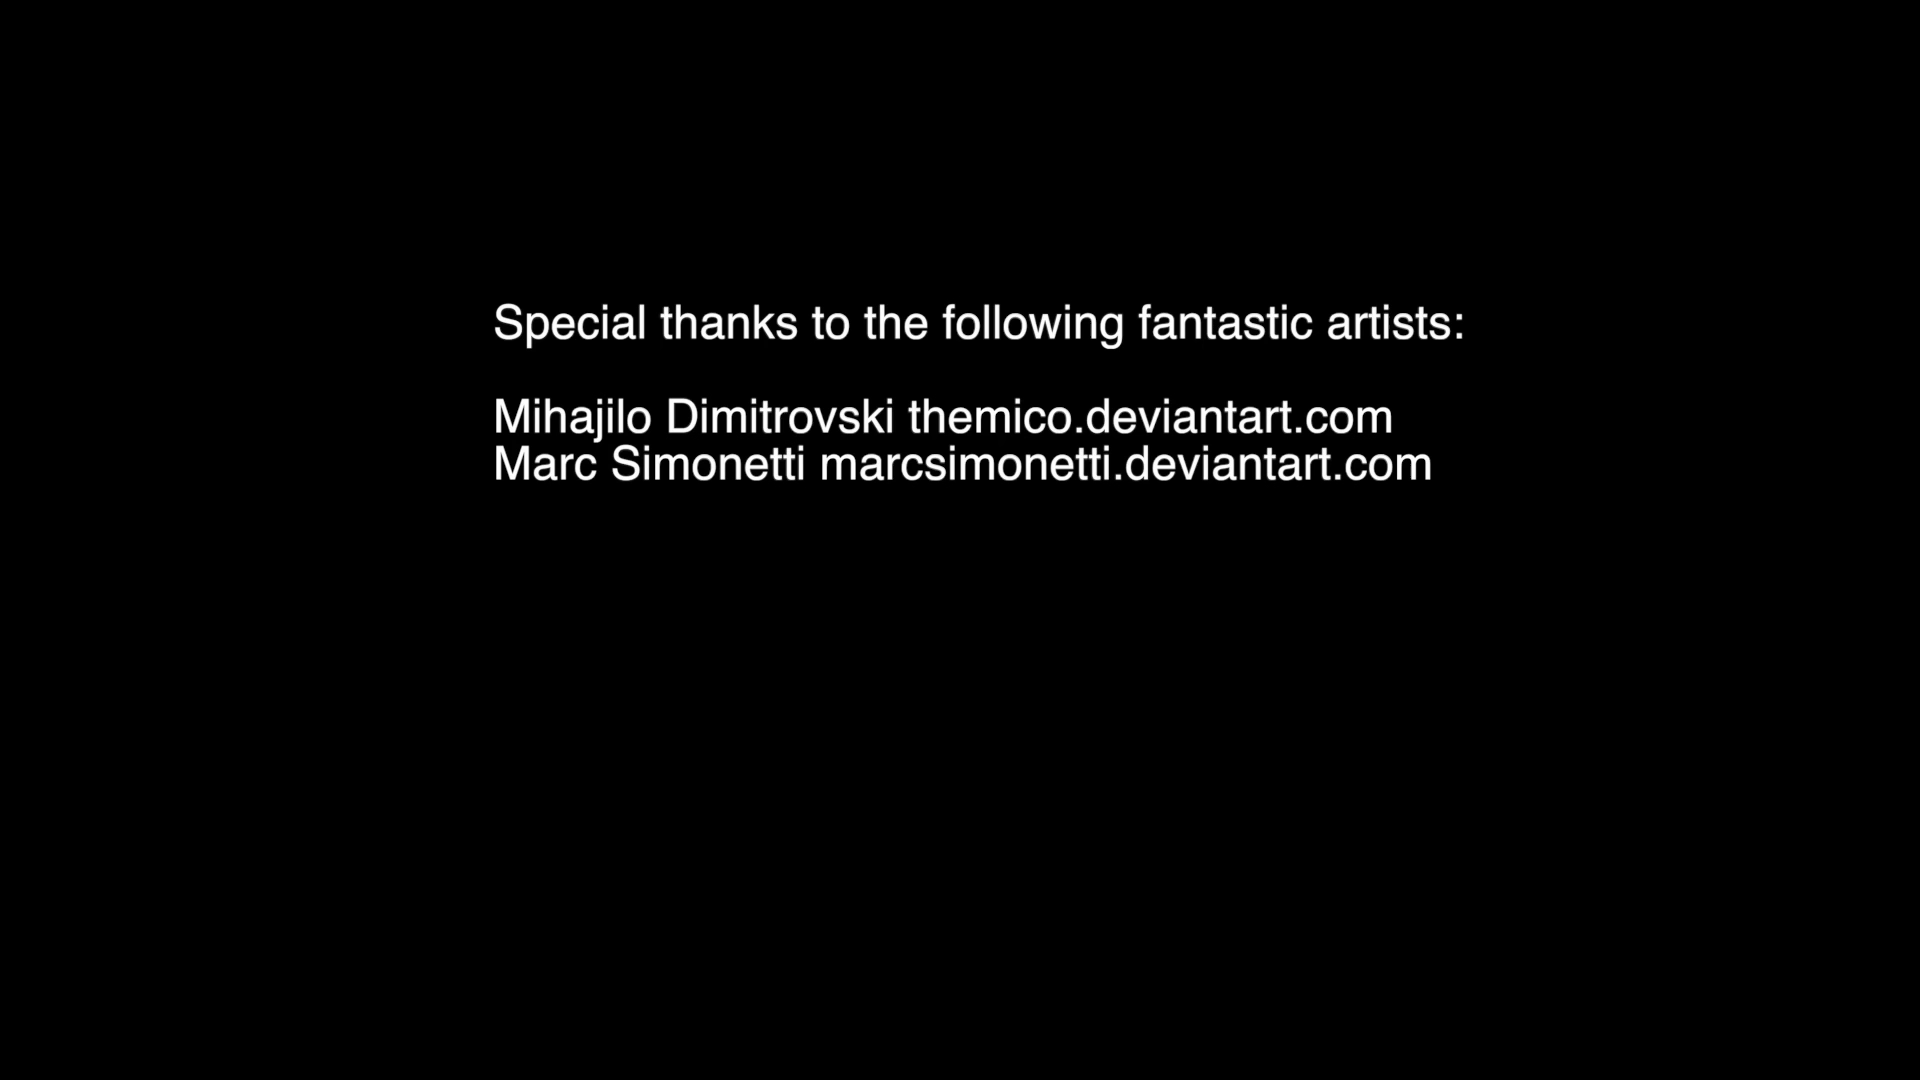 Special thanks to the following fantastic artists:
Mihajilo Dimitrovski themico.deviantart.com
Marc Simonetti marcsimonetti.deviantart.com